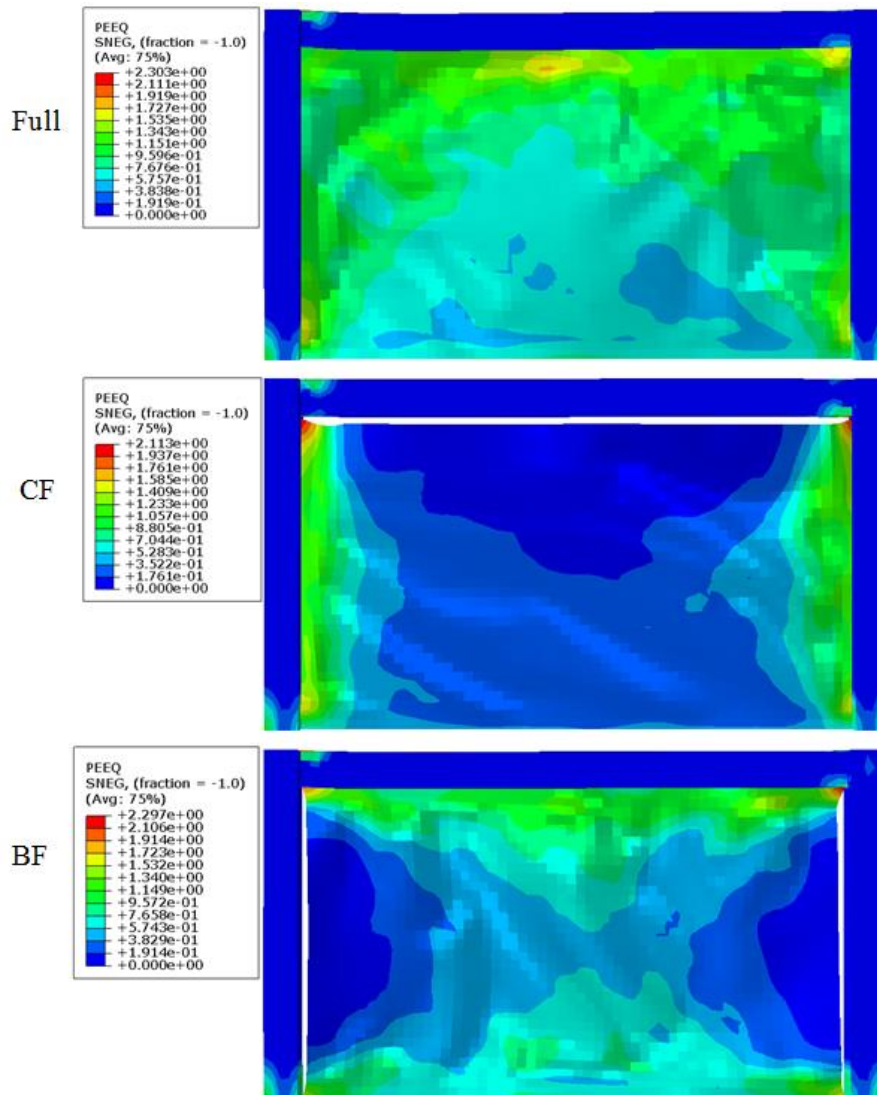 PEEQ
SNEG, (fraction = -1.0)
(Avg: 75%)
+2.303e+00
+2.111e+00
+1.919e+00
+1.727e+00
+1.535e+00
+1.343e+00
+1.151e+00
+9.596e-01
+7.676e-01
+5.757e-01
+3.838e-01
+1.919e-01
+0.000e+00
Full
PEEQ
SNEG, (fraction = -1.0)
(Avg: 75%)
+2.113e+00
+1.937e+00
+1.761e+00
+1.585e+00
+1.409e+00
+1.233e+00
+1.057e+00
+8.805e-01
+7.044e-01
+5.283e-01
+3.522e-01
+1.761e-01
+0.000e+00
CF
PEEQ
SNEG, (fraction = -1.0)
(Avg: 75%)
+2.297e+00
+2.106e+00
+1.914e+00
+1.723e+00
+1.532e+00
+1.340e+00
+1.149e+00
+9.572e-01
+7.658e-01
+5.743e-01
+3.829e-01
+1.914e-01
+0.000e+00
BF